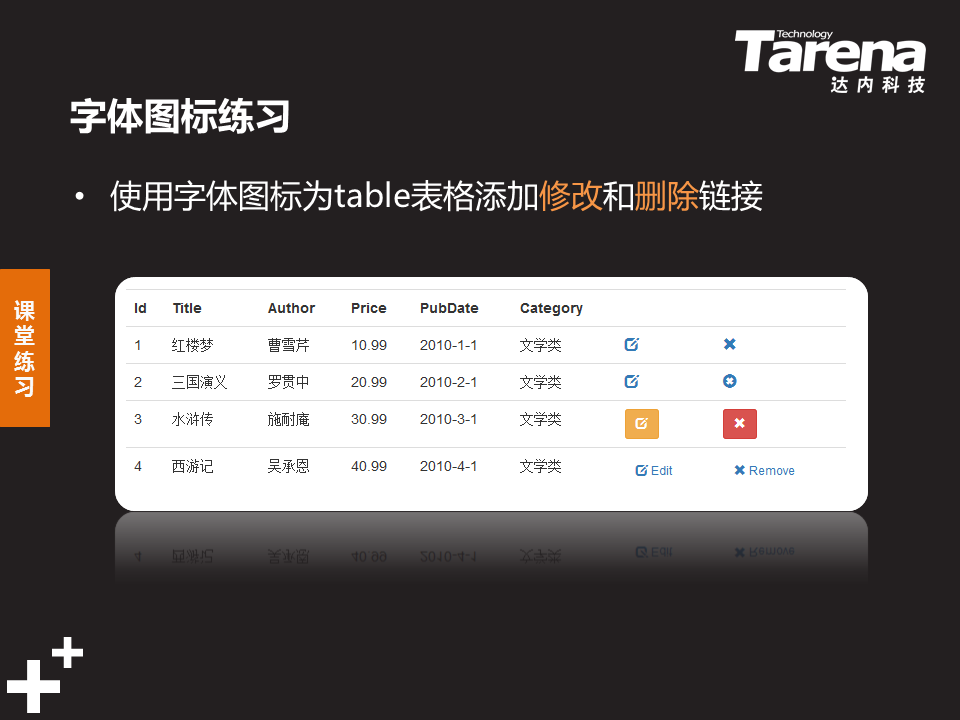 Technology
Tarena
达内科技
字体图标练习
• 使用字体图标为table表格添加修改和删除链接
课堂练习
Id Title Author Price PubDate Category
1 红楼梦 曹雪芹 10.99 2010-1-1 文学类
2 三国演义 罗贯中 20.99 2010-2-1 文学类
3 水浒传 施耐庵 30.99 2010-3-1 文学类
4 西游记 吴承恩 40.99 2010-4-1 文学类 Edit Remove